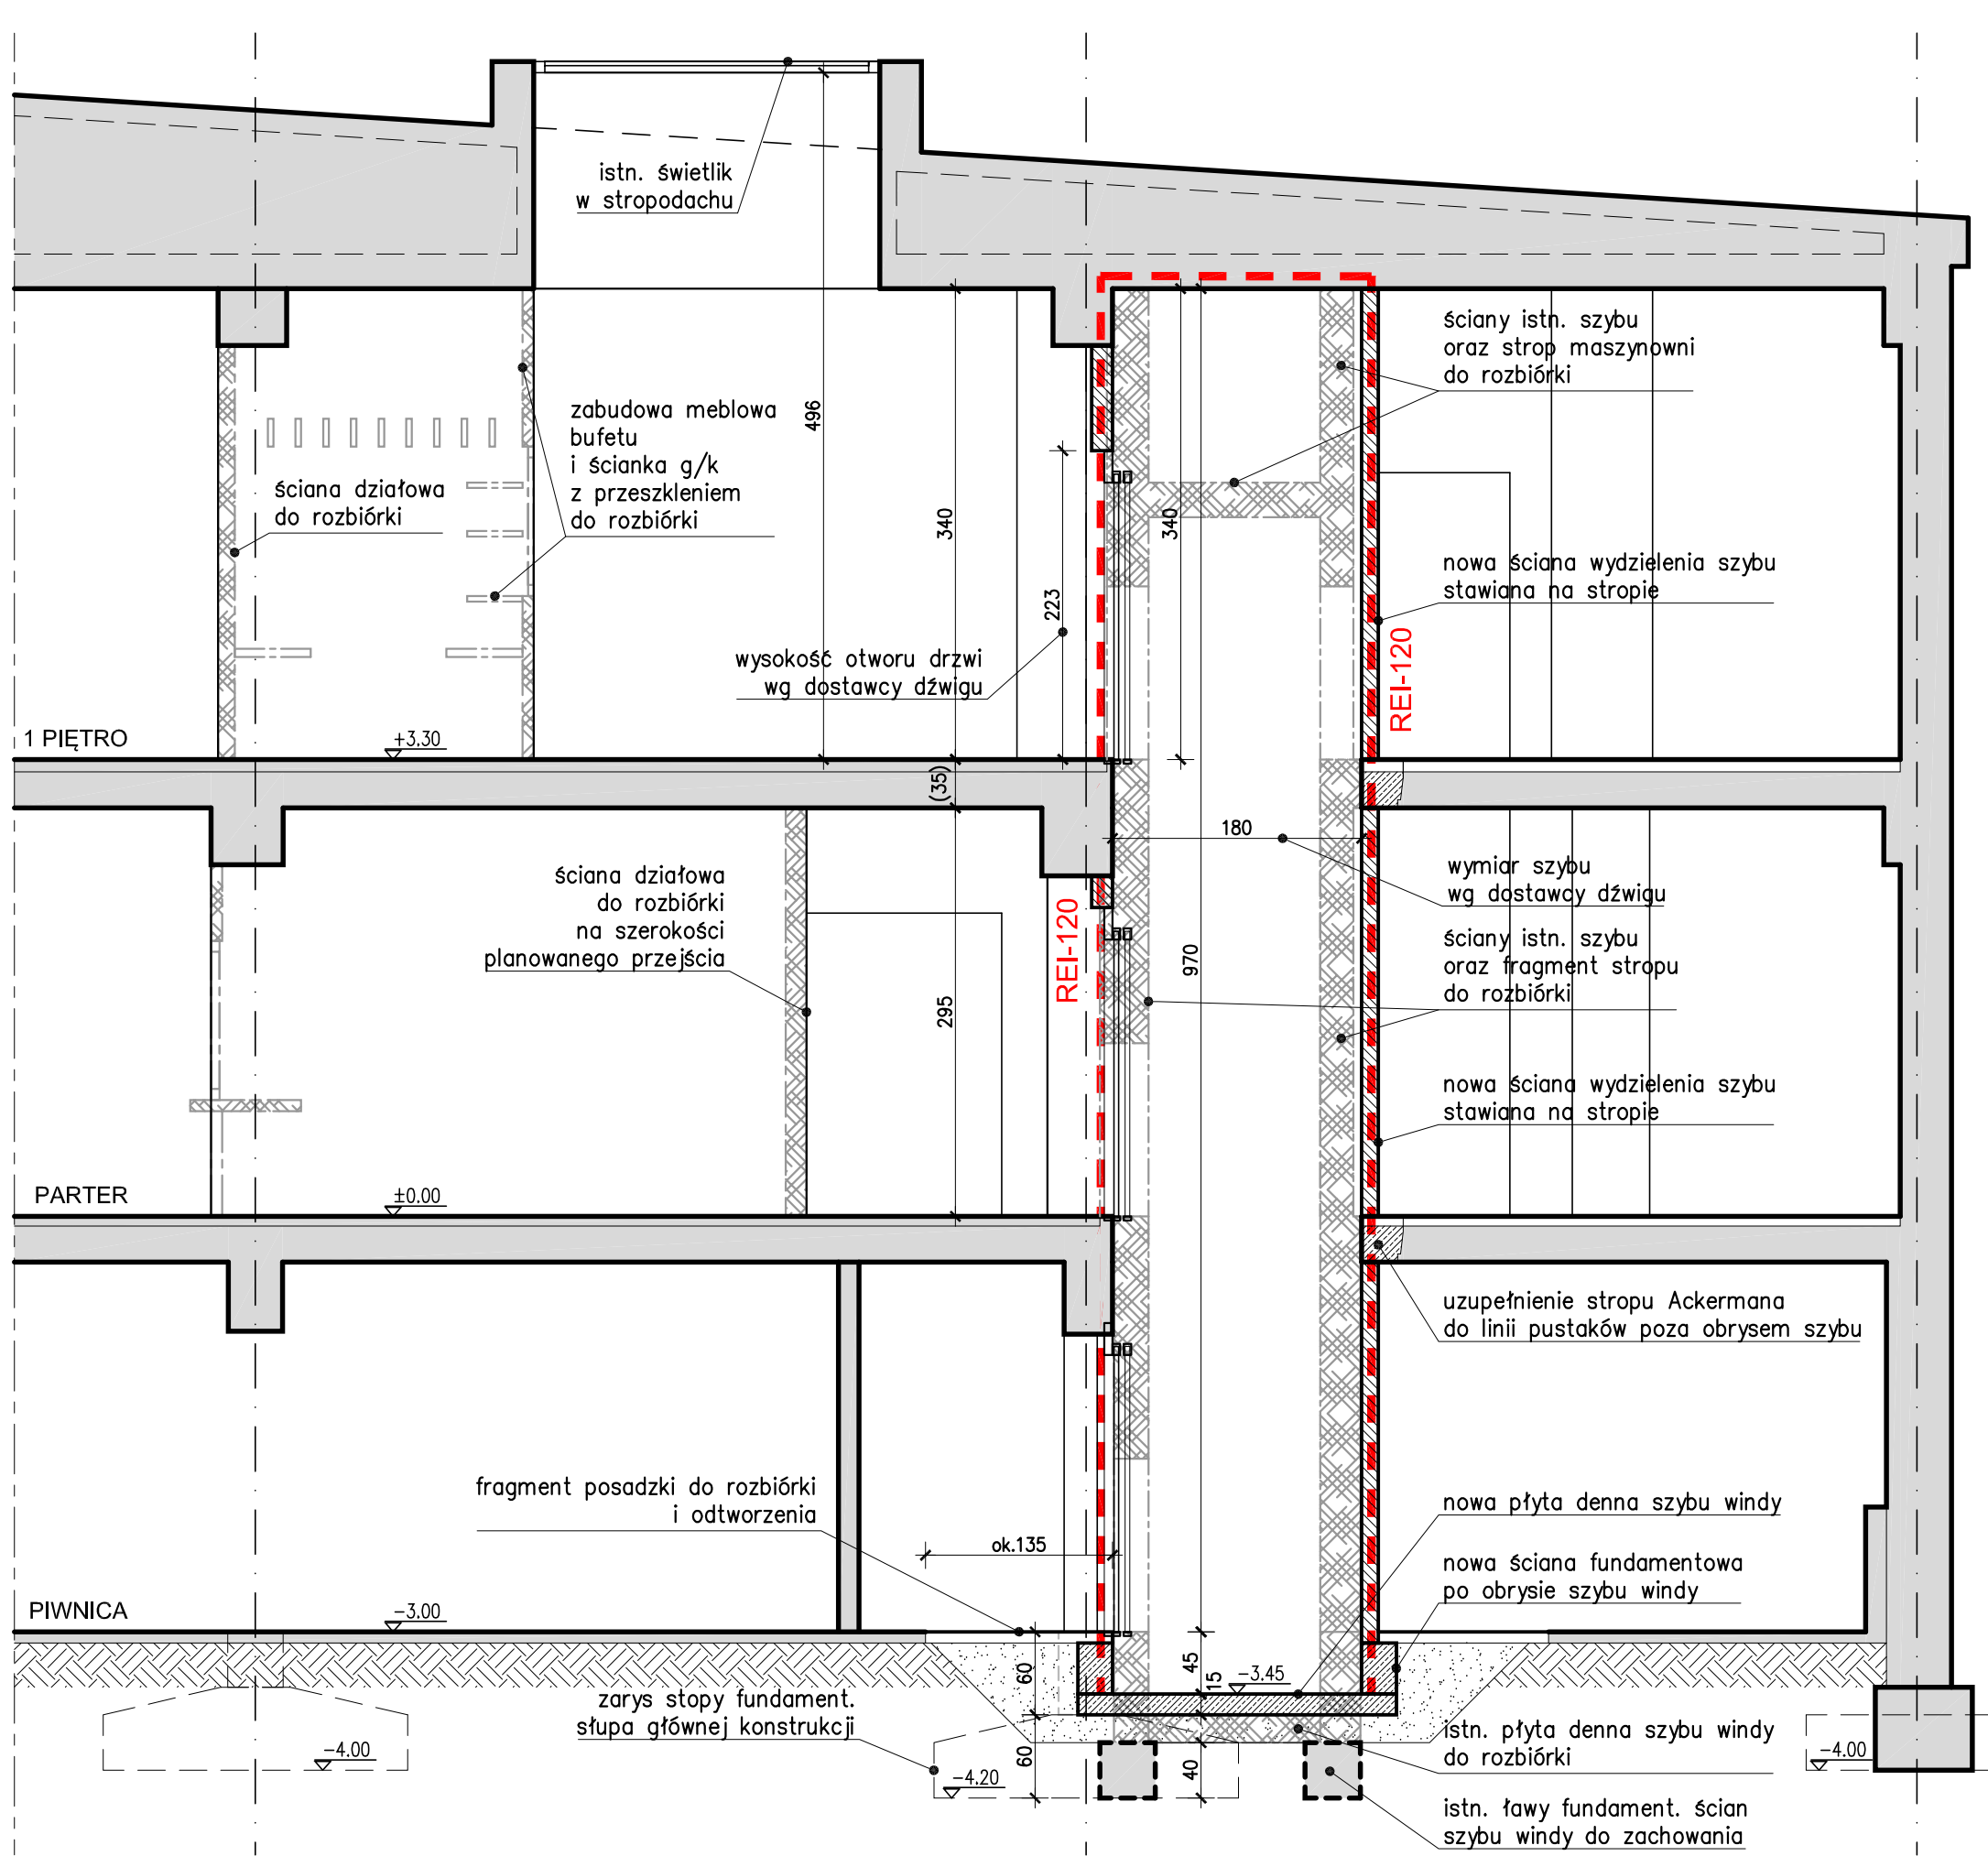 istn. świetlik
w stropodachu
ściany istn. szybu
oraz strop maszynowni
do rozbiórki
zabudowa meblowa
bufetu
i ścianka g/k
z przeszkleniem
do rozbiórki
496
ściana działowa
do rozbiórki
340
340
nowa ściana wydzielenia szybu
stawiana na stropie
223
wysokość otworu drzwi
wg dostawcy dźwigu
REI-120
1 PIĘTRO
+3.30
(35)
180
wymiar szybu
wg dostawcy dźwigu
ściana działowa
do rozbiórki
na szerokości
planowanego przejścia
REI-120
970
295
ściany istn. szybu
oraz fragment stropu
do rozbiórki
nowa ściana wydzielenia szybu
stawiana na stropie
PARTER
±0.00
uzupełnienie stropu Ackermana
do linii pustaków poza obrysem szybu
fragment posadzki do rozbiórki
i odtworzenia
ok.135
nowa płyta denna szybu windy
nowa ściana fundamentowa
po obrysie szybu windy
PIWNICA
-3.00
60
45
15
-3.45
zarys stopy fundament.
słupa głównej konstrukcji
istn. płyta denna szybu windy
do rozbiórki
-4.00
60
40
-4.20
-4.00
istn. ławy fundament. ścian
szybu windy do zachowania